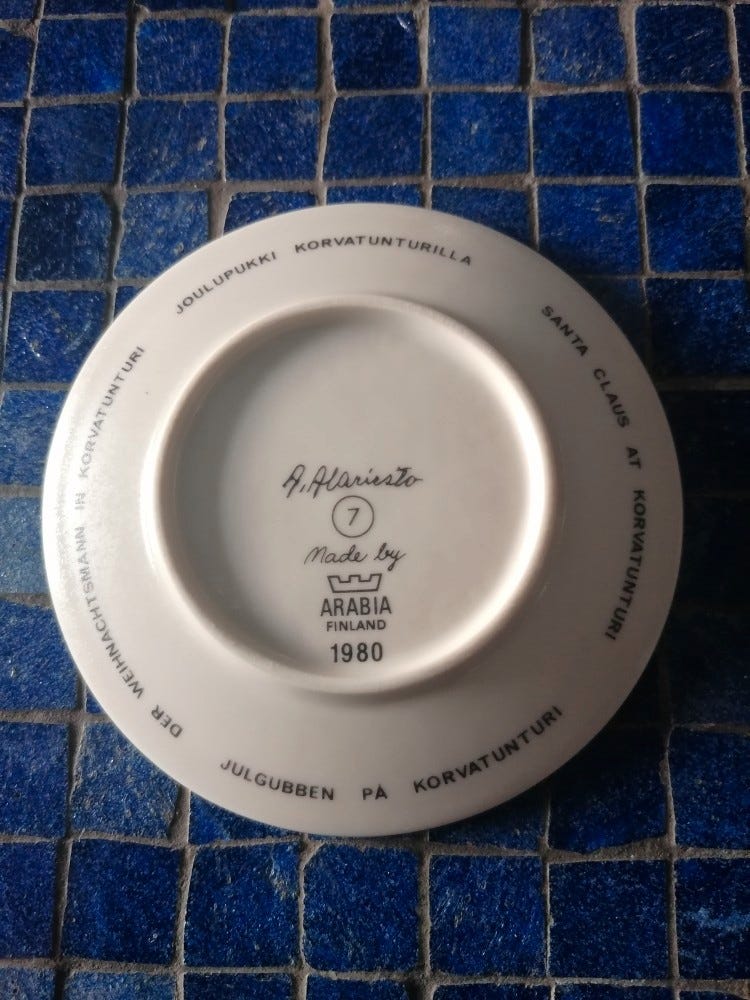 JOULUPUKKI KORVATUNTURILLA
SANTA CLAUS AT KORVATUNTURI
JULGUBBEN PÅ KORVATUNTURI
DER WEIHNACHTSMANN IN KORVATUNTURI
A. Alariesto
7
Made by
ARABIA
FINLAND
1980